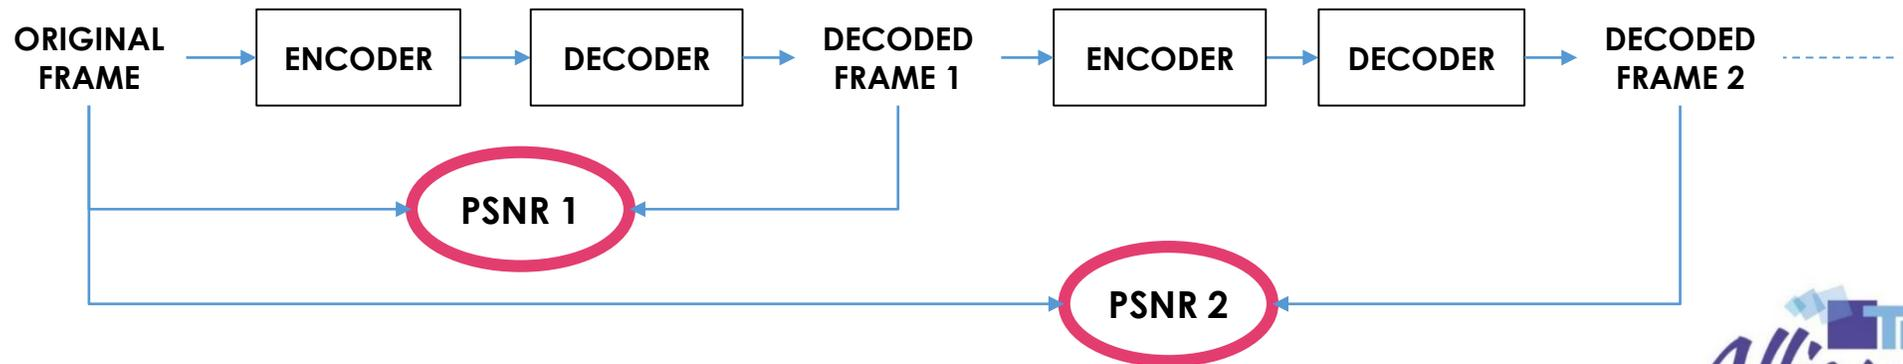 ORIGINAL
FRAME
ENCODER
DECODER
DECODED
FRAME 1
ENCODER
DECODER
DECODED
FRAME 2
PSNR 1
PSNR 2